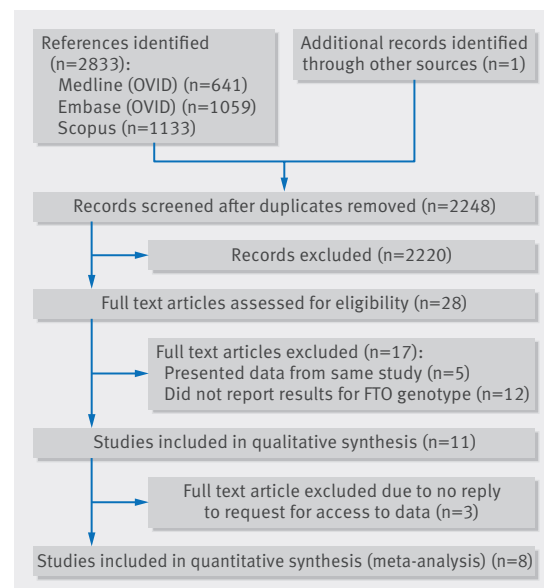 References identified
(n=2833):
Medline (OVID) (n=641)
Embase (OVID) (n=1059)
Scopus (n=1133)
Additional records identified
through other sources (n=1)
Records screened after duplicates removed (n=2248)
Records excluded (n=2220)
Full text articles assessed for eligibility (n=28)
Full text articles excluded (n=17):
Presented data from same study (n=5)
Did not report results for FTO genotype (n=12)
Studies included in qualitative synthesis (n=11)
Full text article excluded due to no reply
to request for access to data (n=3)
Studies included in quantitative synthesis (meta-analysis) (n=8)